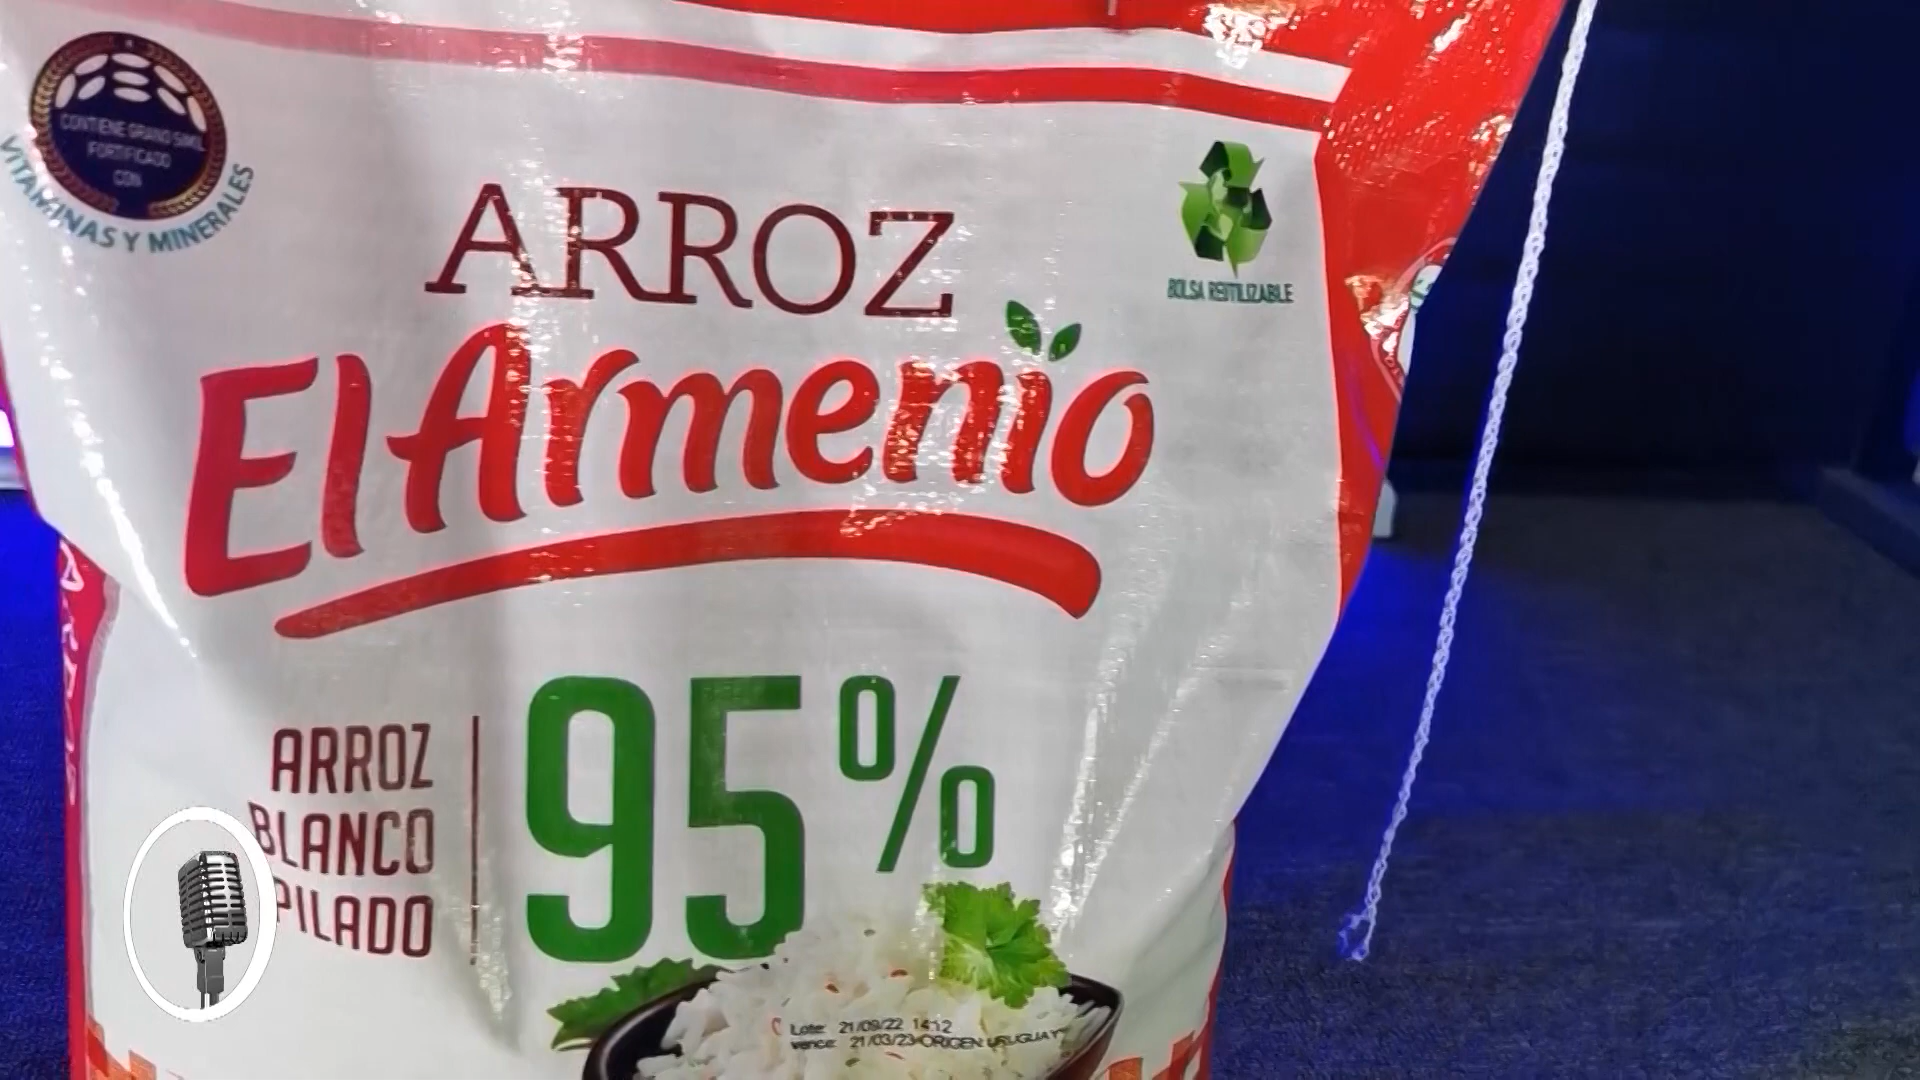 CONTIENE GRANO SIMIL
FORTIFICADO
CON
VITAMINAS Y MINERALES
ARROZ
El Armenio
BOLSA REUTILIZABLE
ARROZ
BLANCO
PILADO
95%
Lote: 21/09/22 14:12
vence: 21/03/23 ORIGEN: URUGUAY